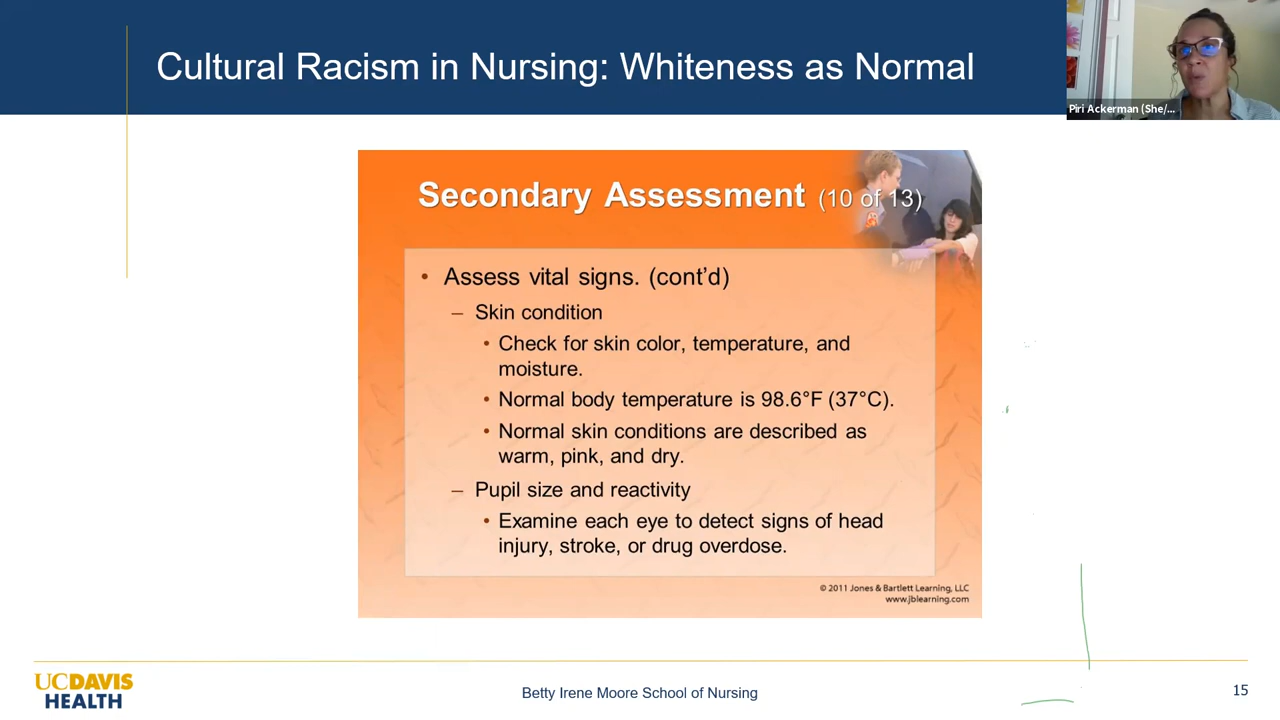 Cultural Racism in Nursing: Whiteness as Normal
Piri Ackerman (She/...
Secondary Assessment (10 of 13)
• Assess vital signs. (cont’d)
– Skin condition
• Check for skin color, temperature, and
moisture.
• Normal body temperature is 98.6°F (37°C).
• Normal skin conditions are described as
warm, pink, and dry.
– Pupil size and reactivity
• Examine each eye to detect signs of head
injury, stroke, or drug overdose.
© 2011 Jones & Bartlett Learning, LLC
www.jblearning.com
UCDAVIS
HEALTH
Betty Irene Moore School of Nursing
15